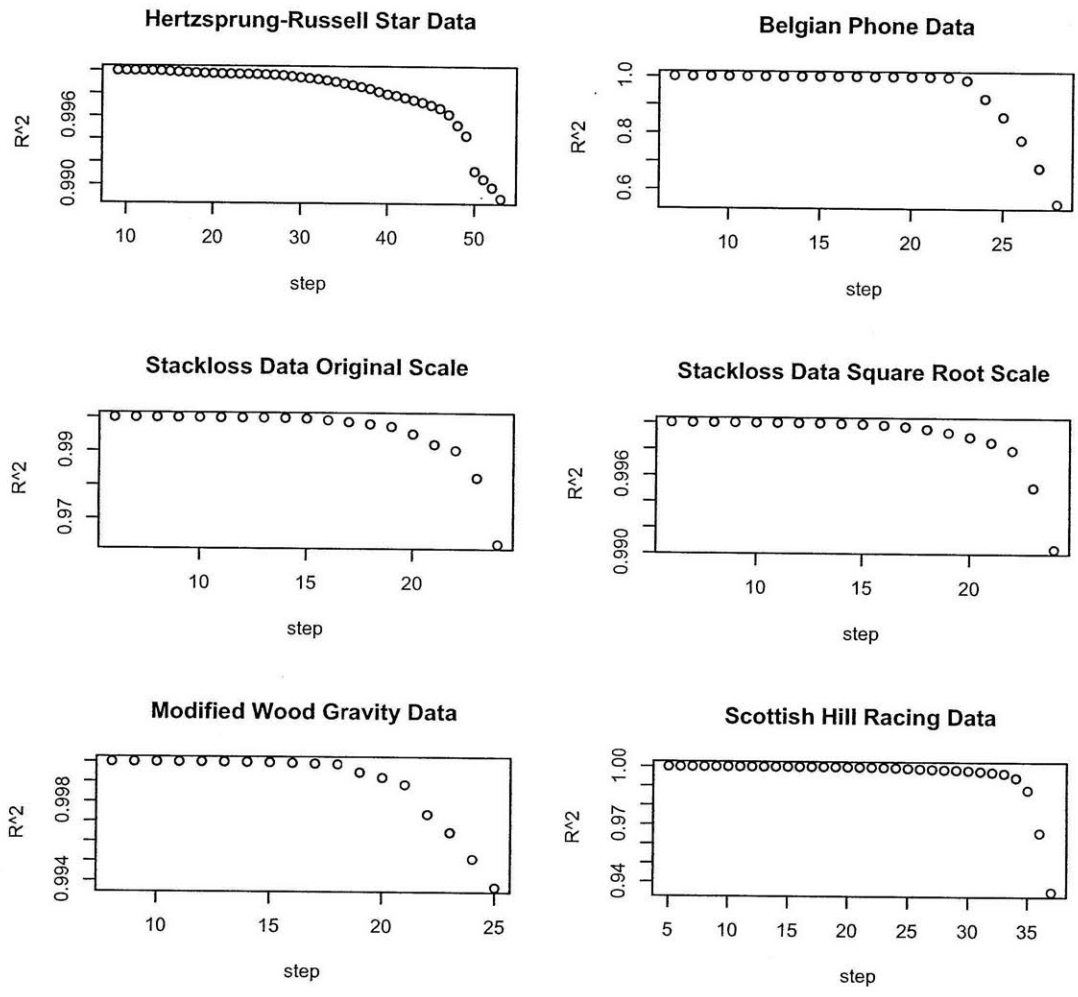 Hertzsprung-Russell Star Data
R^2
0.996
0.990
10 20 30 40 50
step
Belgian Phone Data
R^2
1.0
0.8
0.6
10 15 20 25
step
Stackloss Data Original Scale
R^2
0.99
0.97
10 15 20
step
Stackloss Data Square Root Scale
R^2
0.996
0.990
10 15 20
step
Modified Wood Gravity Data
R^2
0.998
0.994
10 15 20 25
step
Scottish Hill Racing Data
R^2
1.00
0.97
0.94
5 10 15 20 25 30 35
step